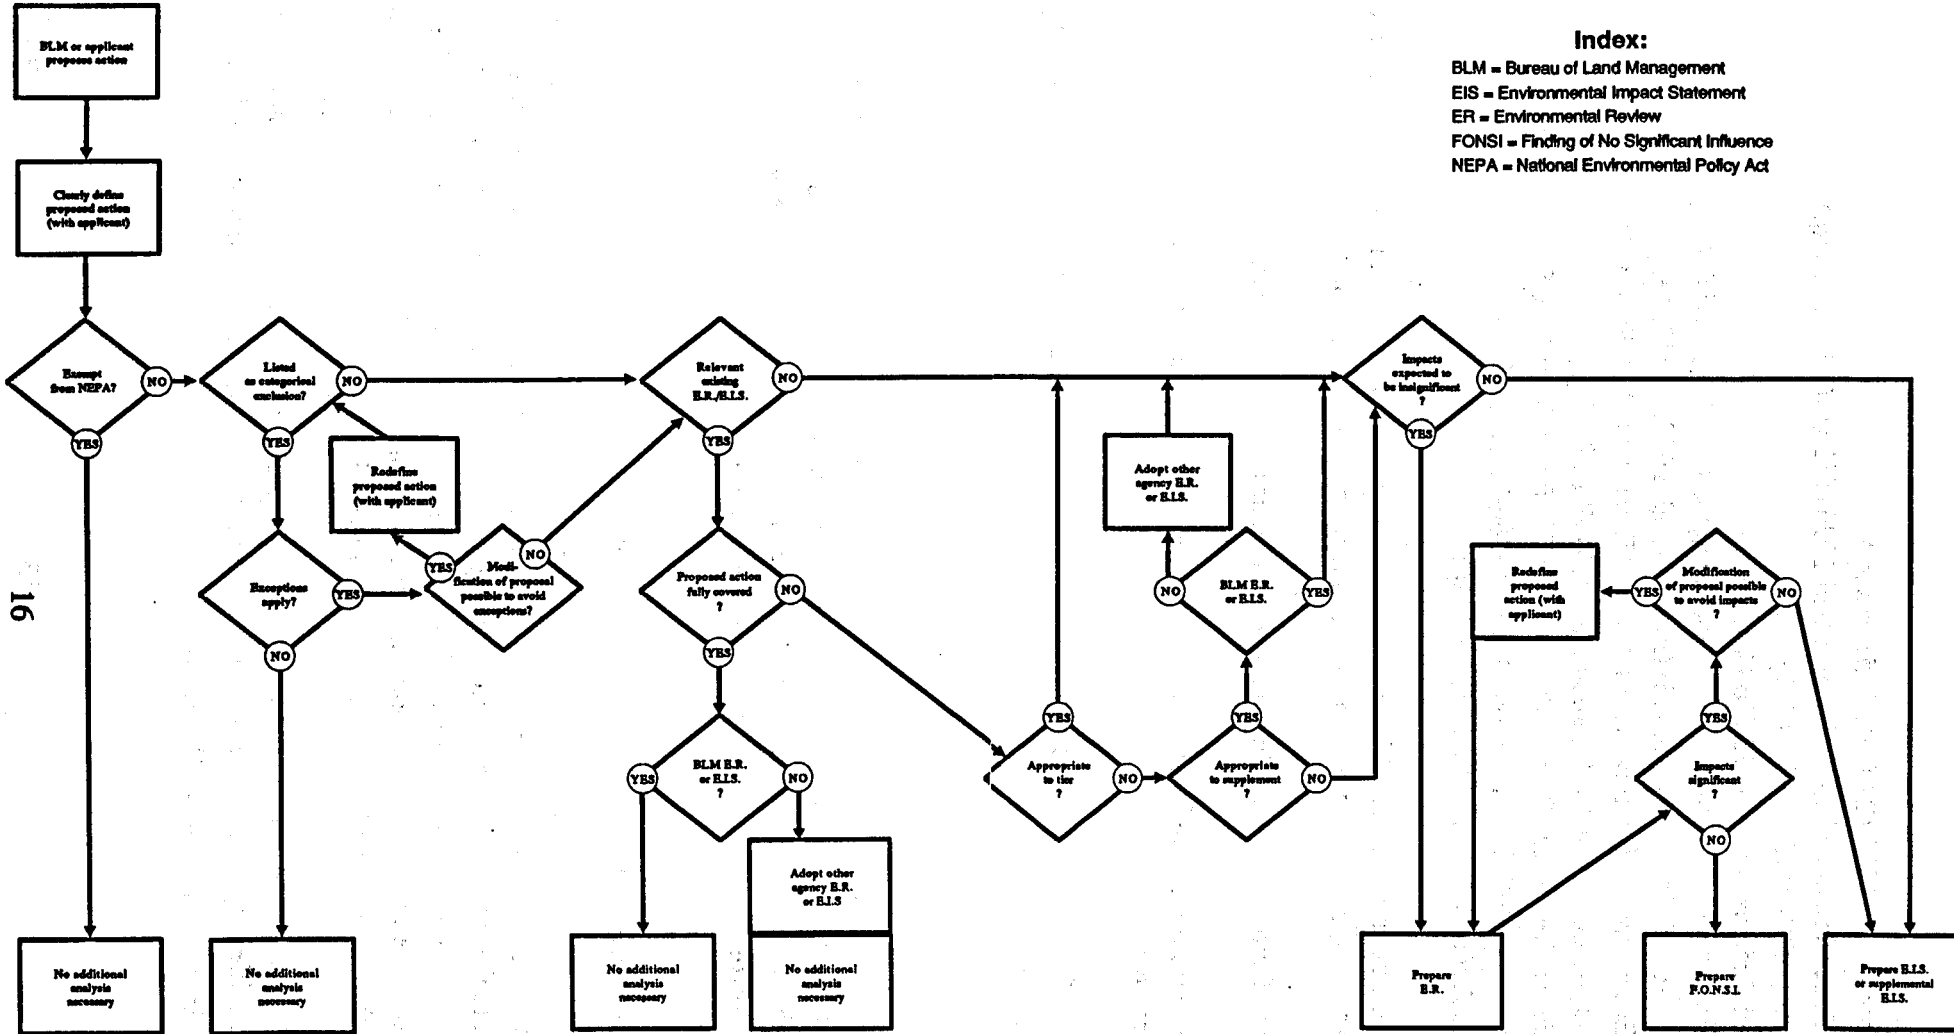 BLM or applicant
proposes action
Index:
BLM = Bureau of Land Management
EIS = Environmental Impact Statement
ER = Environmental Review
FONSI = Finding of No Significant Influence
NEPA = National Environmental Policy Act
Clearly define
proposed action
(with applicant)
Exempt
from NEPA?
NO
YES
Listed
as categorical
exclusion?
NO
YES
Relevant
existing
E.R./E.I.S.
NO
YES
Impacts
expected to
be insignificant
?
NO
YES
Redefine
proposed action
(with applicant)
Adopt other
agency E.R.
or E.I.S.
Exceptions
apply?
YES
NO
YES
NO
Modi-
fication of proposal
possible to avoid
exceptions?
Proposed action
fully covered
?
NO
YES
NO
BLM E.R.
or E.I.S.
YES
Redefine
proposed
action (with
applicant)
YES
Modification
of proposal possible
to avoid impacts
?
NO
16
YES
BLM E.R.
or E.I.S.
?
NO
YES
Appropriate
to tier
?
NO
YES
Appropriate
to supplement
?
NO
YES
Impacts
significant
?
NO
Adopt other
agency E.R.
or E.I.S
No additional
analysis
necessary
No additional
analysis
necessary
No additional
analysis
necessary
No additional
analysis
necessary
Prepare
E.R.
Prepare
F.O.N.S.I.
Prepare E.I.S.
or supplemental
E.I.S.